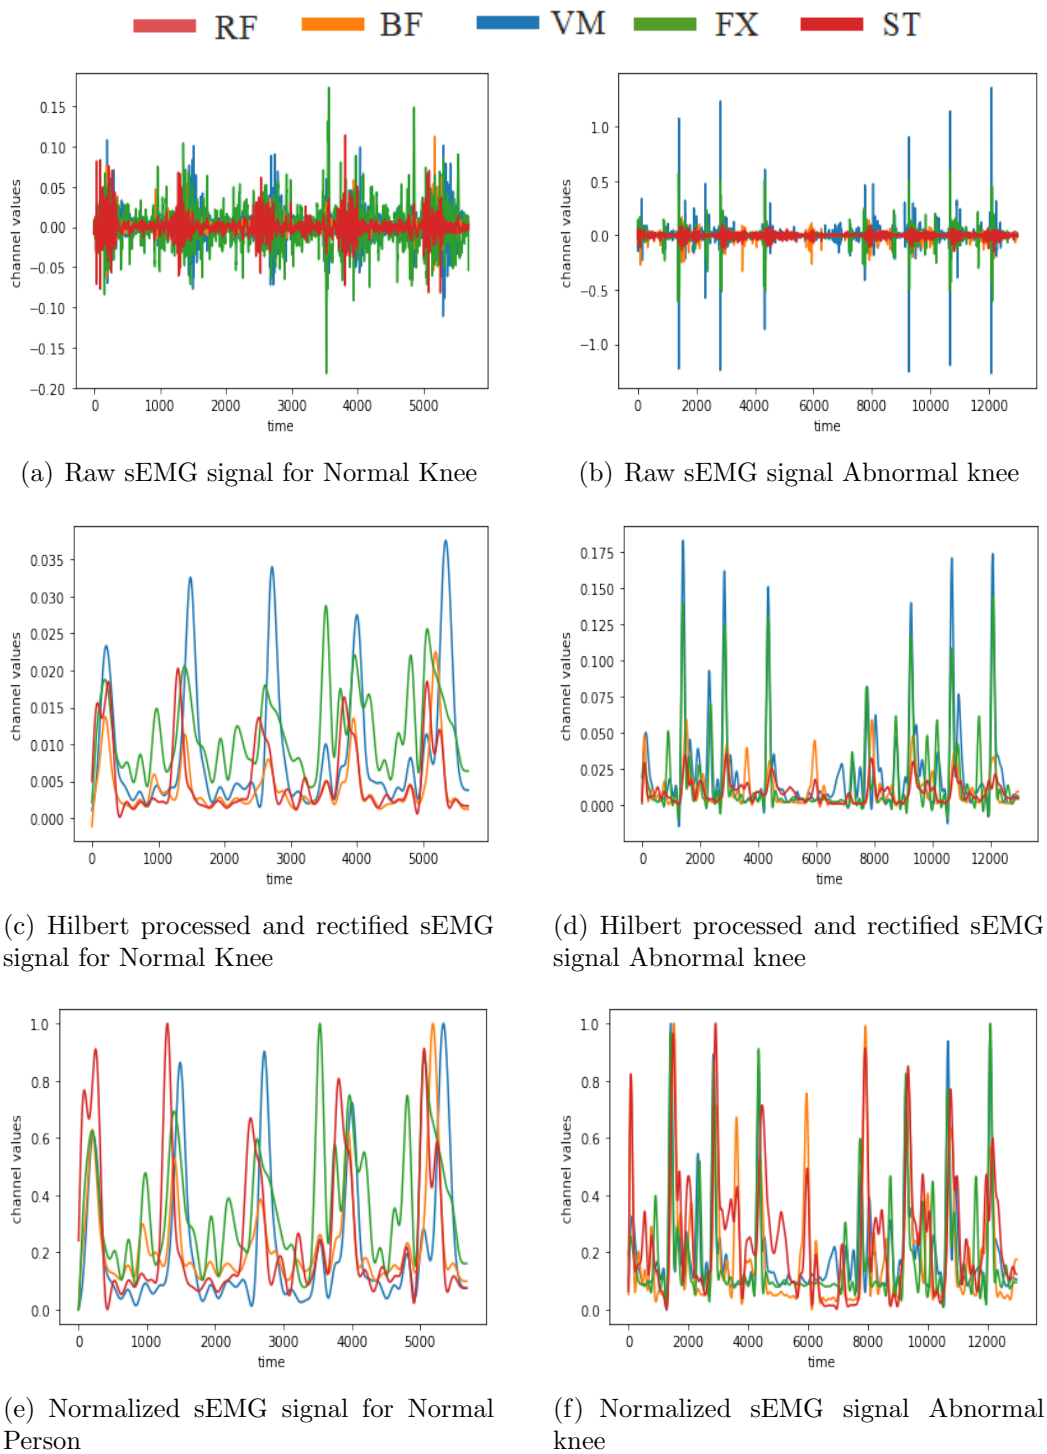 RF BF VM FX ST
0.15
0.10
0.05
0.00
−0.05
−0.10
−0.15
−0.20
channel values
0 1000 2000 3000 4000 5000
time
1.0
0.5
0.0
−0.5
−1.0
channel values
0 2000 4000 6000 8000 10000 12000
time
(a) Raw sEMG signal for Normal Knee
(b) Raw sEMG signal Abnormal knee
0.035
0.030
0.025
0.020
0.015
0.010
0.005
0.000
channel values
0 1000 2000 3000 4000 5000
time
0.175
0.150
0.125
0.100
0.075
0.050
0.025
0.000
channel values
0 2000 4000 6000 8000 10000 12000
time
(c) Hilbert processed and rectified sEMG
signal for Normal Knee
(d) Hilbert processed and rectified sEMG
signal Abnormal knee
1.0
0.8
0.6
0.4
0.2
0.0
channel values
0 1000 2000 3000 4000 5000
time
1.0
0.8
0.6
0.4
0.2
0.0
channel values
0 2000 4000 6000 8000 10000 12000
time
(e) Normalized sEMG signal for Normal
Person
(f) Normalized sEMG signal Abnormal
knee